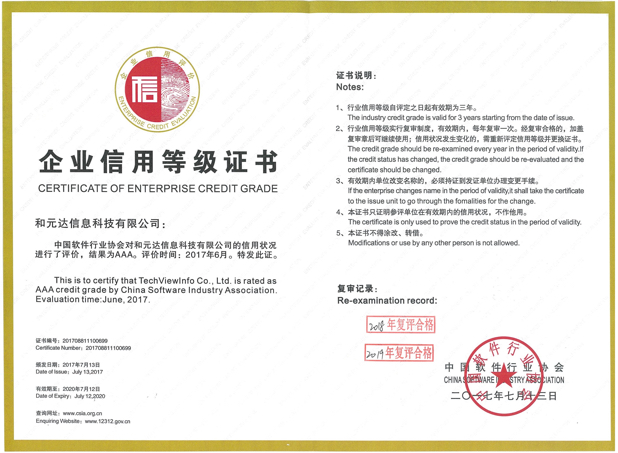 企业信用评价
信
ENTERPRISE CREDIT EVALUATION
企业信用等级证书
CERTIFICATE OF ENTERPRISE CREDIT GRADE
和元达信息科技有限公司：
中国软件行业协会对和元达信息科技有限公司的信用状况
进行了评价，结果为AAA。评价时间：2017年6月。特发此证。
This is to certify that TechViewInfo Co., Ltd. is rated as
AAA credit grade by China Software Industry Association.
Evaluation time:June, 2017.
证书编号：201708811100699
Certificate Number：201708811100699
颁发日期：2017年7月13日
Date of Issue：July 13,2017
有效期至：2020年7月12日
Date of Expiry：July 12,2020
查询网址：www.csia.org.cn
Enquiring Website：www.12312.gov.cn
证书说明：
Notes:
1、行业信用等级自评定之日起有效期为三年。
The industry credit grade is valid for 3 years starting from the date of issue.
2、行业信用等级实行复审制度，有效期内，每年复审一次。经复审合格的，加盖
复审章后可继续使用；信用状况发生变化的，需重新评定信用等级并更换证书。
The credit grade should be re-examined every year in the period of validity.If
the credit status has changed, the credit grade should be re-evaluated and the
certificate should be changed.
3、有效期内单位改变名称的，必须持证到发证单位办理变更手续。
If the enterprise changes name in the period of validity,it shall take the certificate
to the issue unit to go through the fomalities for the change.
4、本证书只证明参评单位在有效期内的信用状况，不作他用。
The certificate is only used to prove the credit status in the period of validity.
5、本证书不得涂改、转借。
Modifications or use by any other person is not allowed.
复审记录：
Re-examination record:
2018年复评合格
2019年复评合格
中国软件行业协会
CHINA SOFTWARE INDUSTRY ASSOCIATION
二〇一七年七月十三日